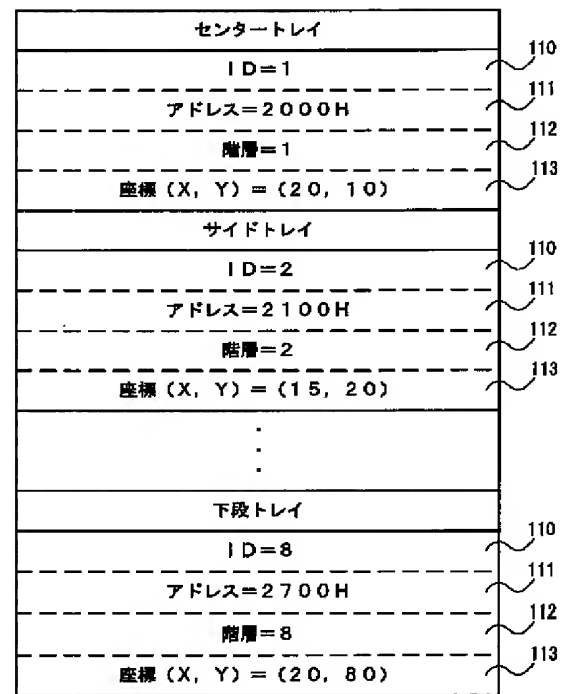 センタートレイ
110
ID=1
111
アドレス=2000H
112
階層=1
113
座標(X, Y)=(20, 10)
サイドトレイ
110
ID=2
111
アドレス=2100H
112
階層=2
113
座標(X, Y)=(15, 20)
下段トレイ
110
ID=8
111
アドレス=2700H
112
階層=8
113
座標(X, Y)=(20, 80)